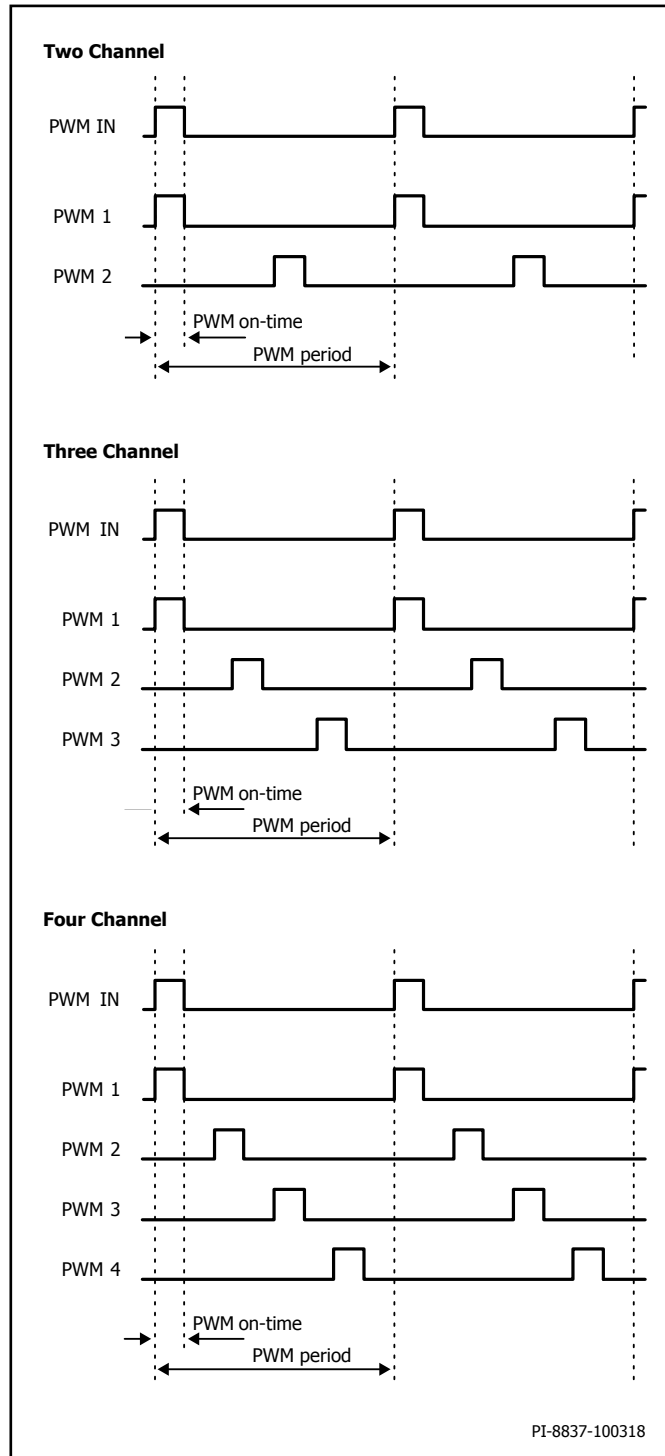 Two Channel
PWM IN
PWM 1
PWM 2
PWM on-time
PWM period
Three Channel
PWM IN
PWM 1
PWM 2
PWM 3
PWM on-time
PWM period
Four Channel
PWM IN
PWM 1
PWM 2
PWM 3
PWM 4
PWM on-time
PWM period
PI-8837-100318